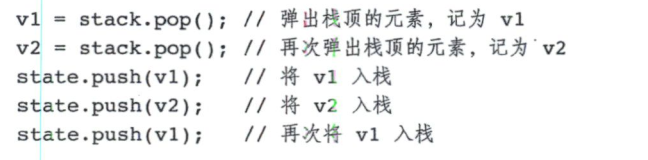 v1 = stack.pop(); // 弹出栈顶的元素，记为 v1
v2 = stack.pop(); // 再次弹出栈顶的元素，记为 v2
state.push(v1); // 将 v1 入栈
state.push(v2); // 将 v2 入栈
state.push(v1); // 再次将 v1 入栈